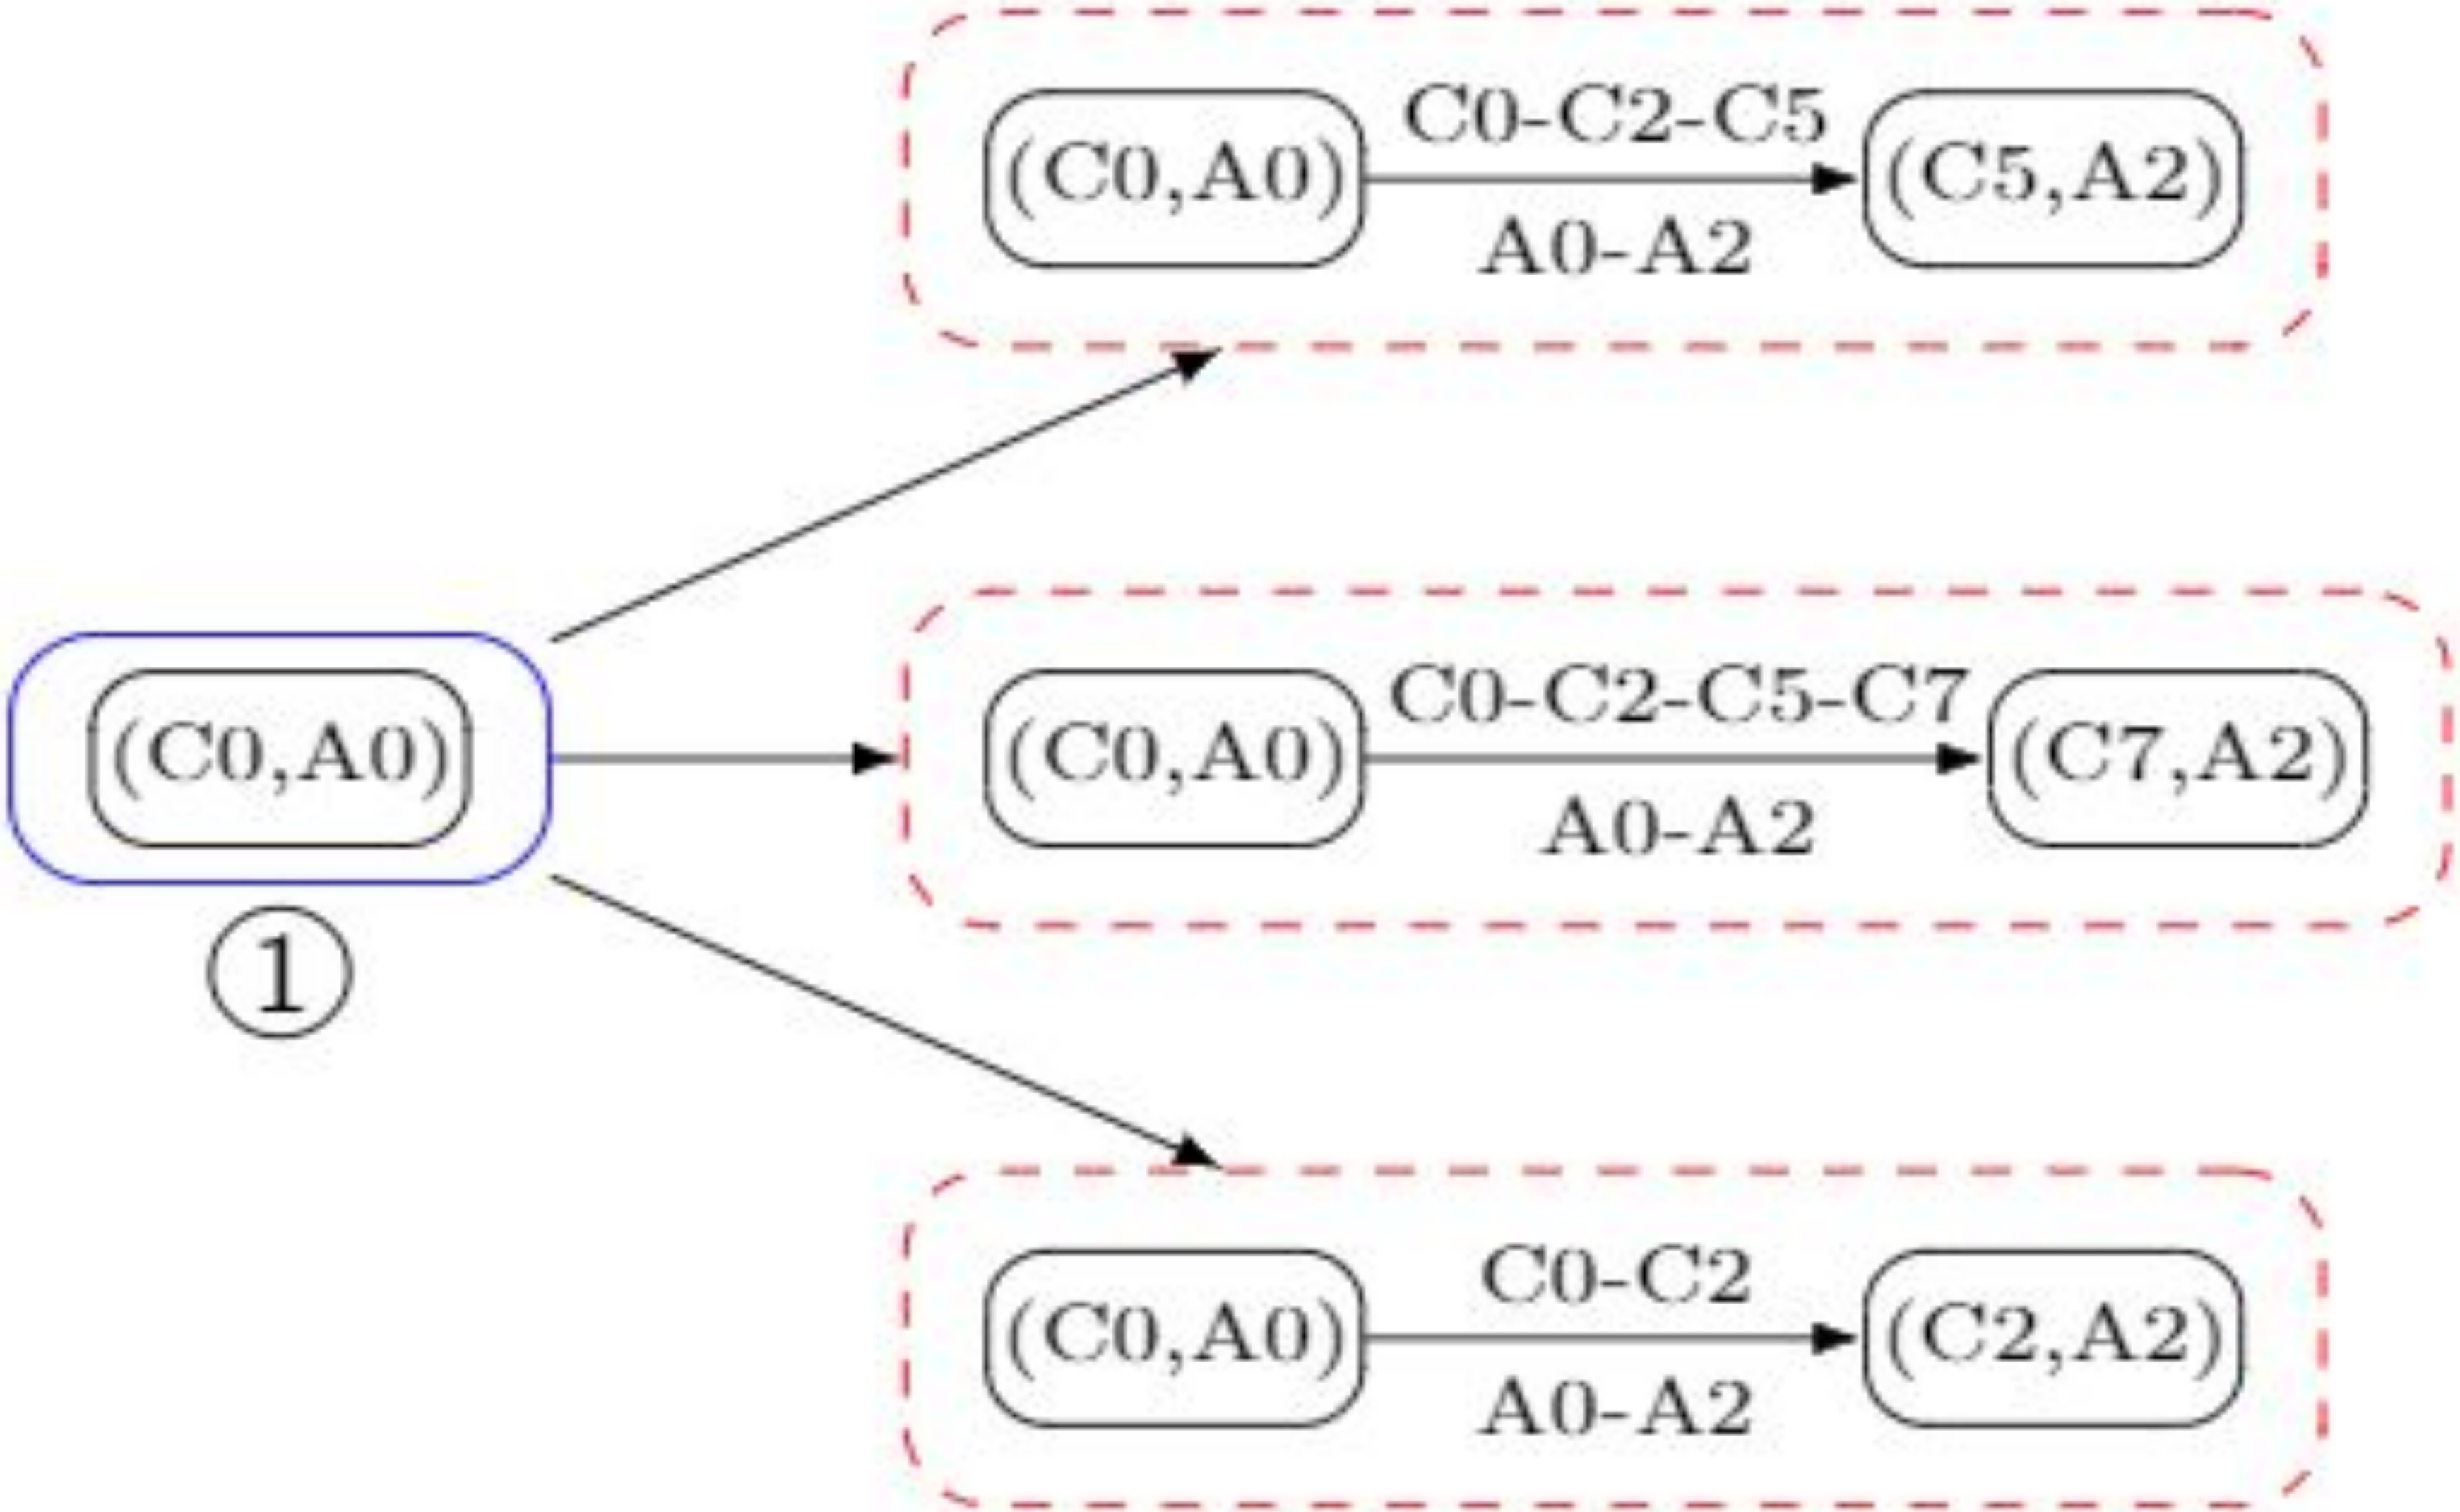 C0-C2-C5
(C0,A0)
(C5,A2)
A0-A2
(C0,A0)
①
C0-C2-C5-C7
(C0,A0)
(C7,A2)
A0-A2
C0-C2
(C0,A0)
(C2,A2)
A0-A2